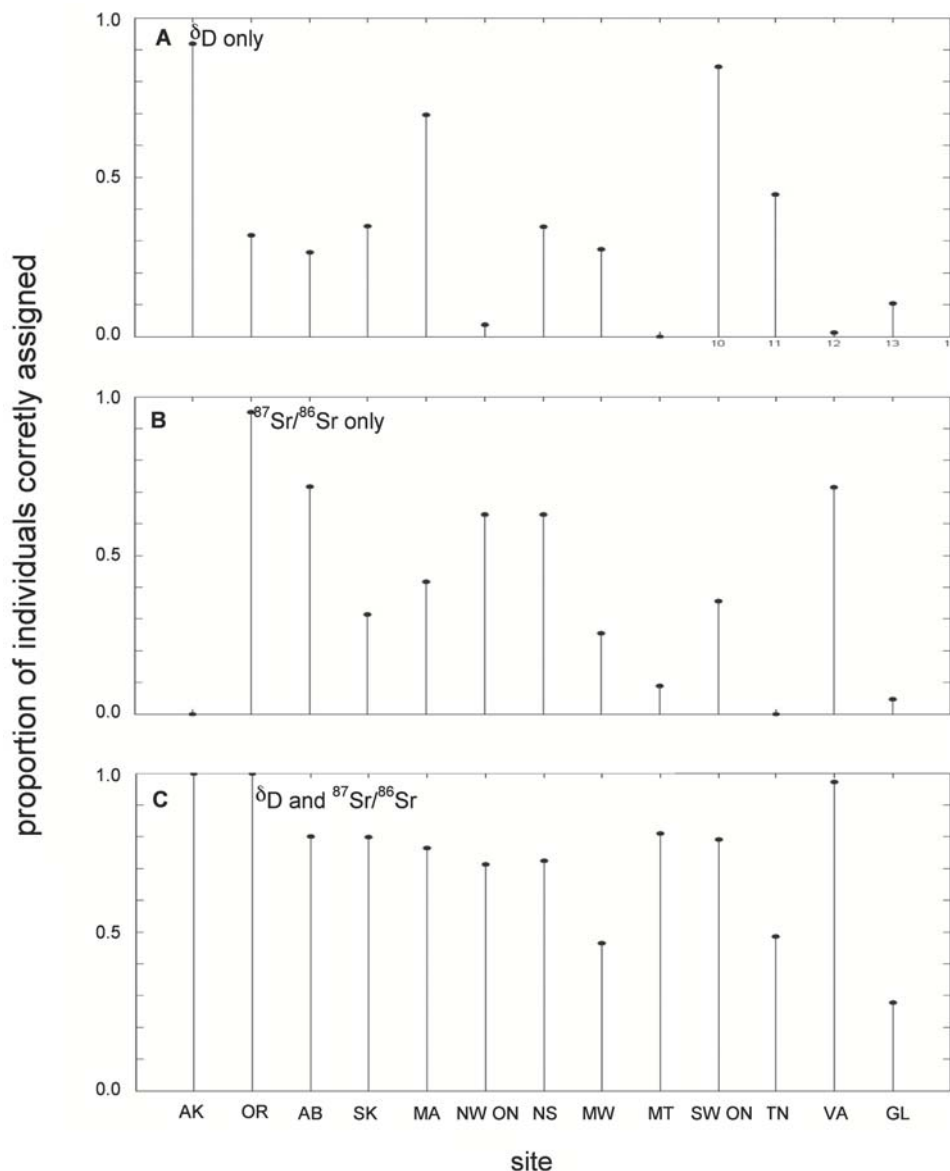 proportion of individuals corretly assigned
A δD only
1.0
0.5
0.0
10 11 12 13 1
B ⁸⁷Sr/⁸⁶Sr only
1.0
0.5
0.0
C δD and ⁸⁷Sr/⁸⁶Sr
1.0
0.5
0.0
AK OR AB SK MA NW ON NS MW MT SW ON TN VA GL
site